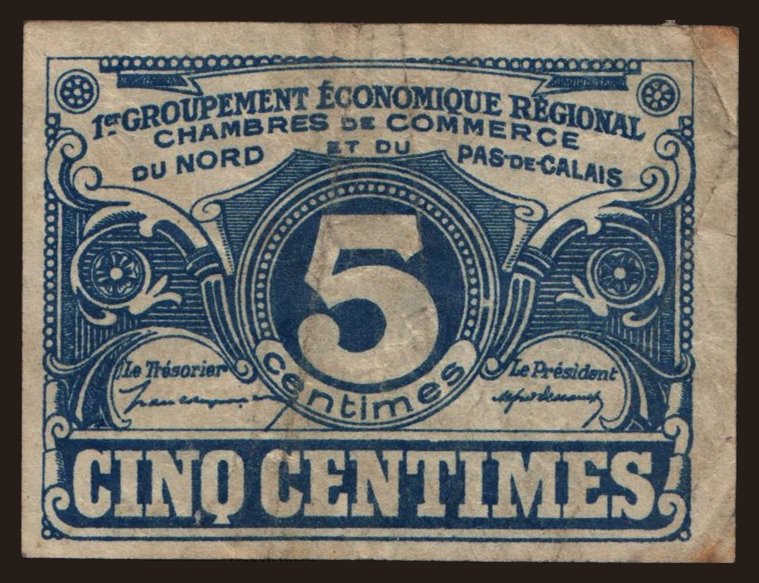 1er GROUPEMENT ÉCONOMIQUE RÉGIONAL
CHAMBRES DE COMMERCE
DU NORD ET DU PAS-DE-CALAIS
5
centimes
Le Trésorier
Le Président
CINQ CENTIMES